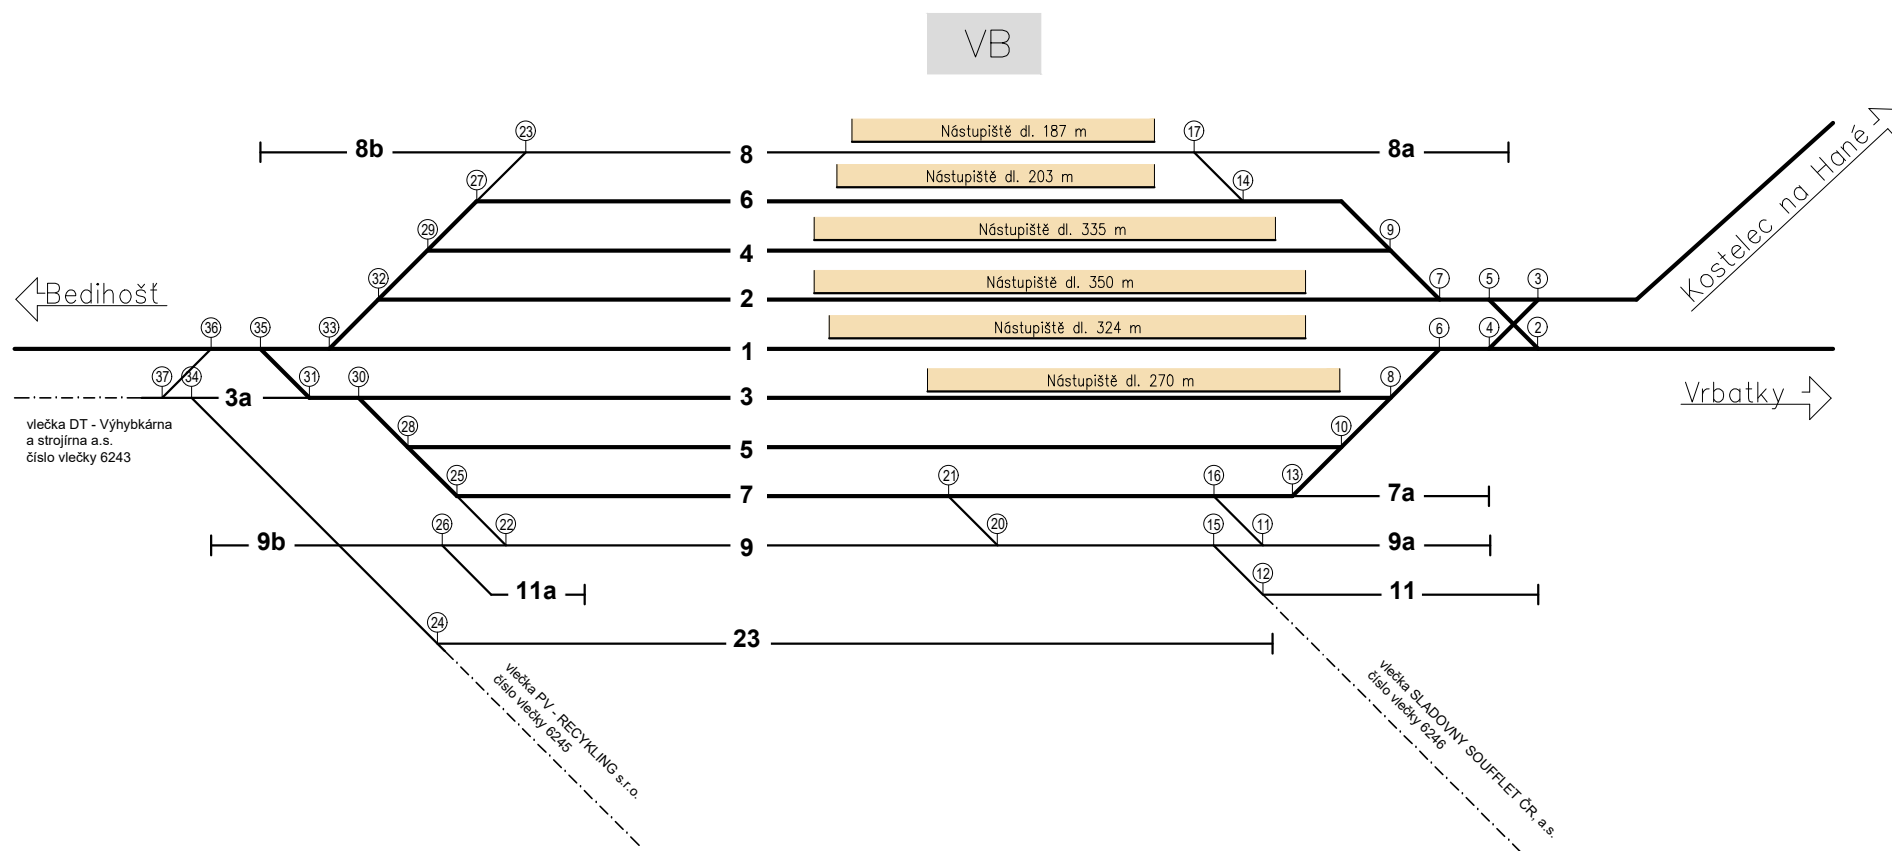 VB
23
17
Nástupiště dl. 187 m
8b
8
8a
27
14
Nástupiště dl. 203 m
6
29
9
Nástupiště dl. 335 m
4
Kostelec na Hané
32
7
5
3
Nástupiště dl. 350 m
2
Bedihošť
36
35
33
6
4
2
Nástupiště dl. 324 m
1
37
34
31
30
8
Nástupiště dl. 270 m
3a
3
Vrbatky
vlečka DT - Výhybkárna
a strojírna a.s.
číslo vlečky 6243
28
10
5
25
21
16
13
7
7a
26
22
20
15
11
9b
9
9a
12
11a
11
24
23
vlečka PV - RECYKLING s.r.o.
číslo vlečky 6245
vlečka SLADOVNY SOUFFLET ČR, a.s.
číslo vlečky 6246